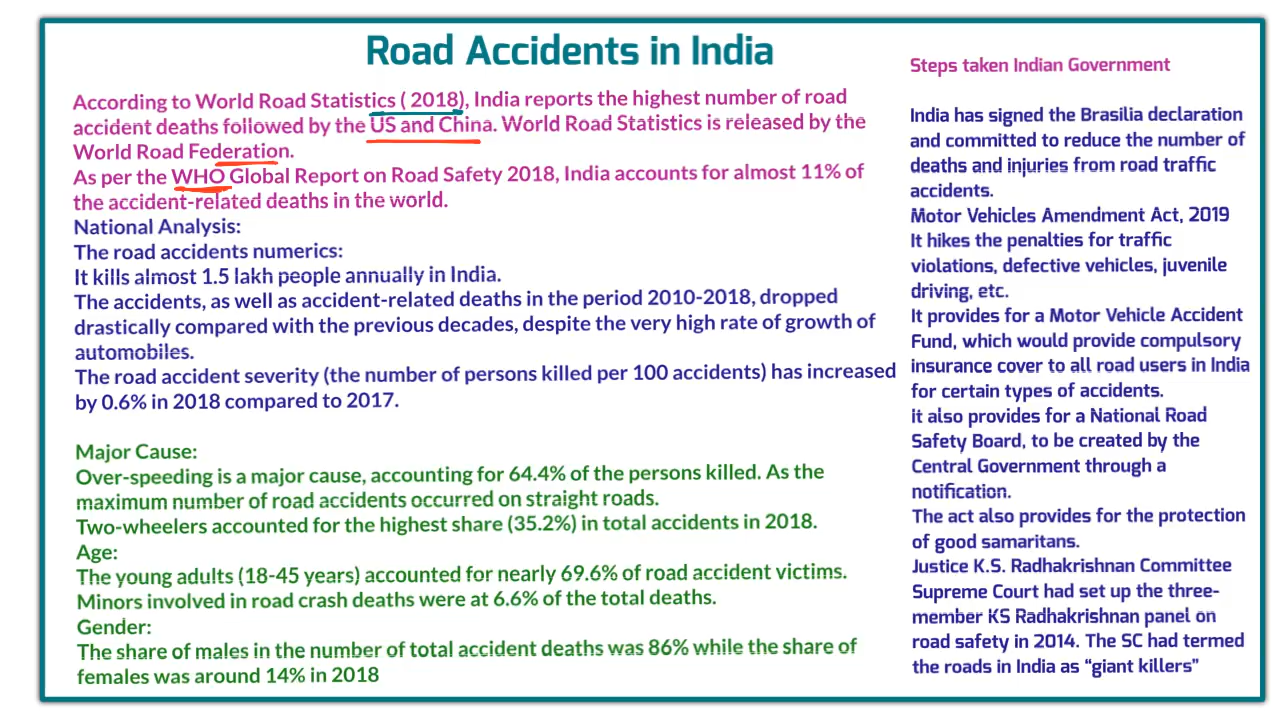 Road Accidents in India
According to World Road Statistics ( 2018), India reports the highest number of road
accident deaths followed by the US and China. World Road Statistics is released by the
World Road Federation.
As per the WHO Global Report on Road Safety 2018, India accounts for almost 11% of
the accident-related deaths in the world.
National Analysis:
The road accidents numerics:
It kills almost 1.5 lakh people annually in India.
The accidents, as well as accident-related deaths in the period 2010-2018, dropped
drastically compared with the previous decades, despite the very high rate of growth of
automobiles.
The road accident severity (the number of persons killed per 100 accidents) has increased
by 0.6% in 2018 compared to 2017.
Major Cause:
Over-speeding is a major cause, accounting for 64.4% of the persons killed. As the
maximum number of road accidents occurred on straight roads.
Two-wheelers accounted for the highest share (35.2%) in total accidents in 2018.
Age:
The young adults (18-45 years) accounted for nearly 69.6% of road accident victims.
Minors involved in road crash deaths were at 6.6% of the total deaths.
Gender:
The share of males in the number of total accident deaths was 86% while the share of
females was around 14% in 2018
Steps taken Indian Government
India has signed the Brasilia declaration
and committed to reduce the number of
deaths and injuries from road traffic
accidents.
Motor Vehicles Amendment Act, 2019
It hikes the penalties for traffic
violations, defective vehicles, juvenile
driving, etc.
It provides for a Motor Vehicle Accident
Fund, which would provide compulsory
insurance cover to all road users in India
for certain types of accidents.
it also provides for a National Road
Safety Board, to be created by the
Central Government through a
notification.
The act also provides for the protection
of good samaritans.
Justice K.S. Radhakrishnan Committee
Supreme Court had set up the three-
member KS Radhakrishnan panel on
road safety in 2014. The SC had termed
the roads in India as “giant killers”